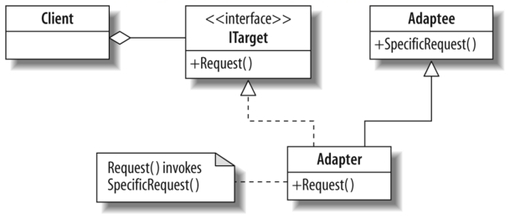 Client
<<interface>>
ITarget
+Request()
Adaptee
+SpecificRequest()
Request() invokes
SpecificRequest()
Adapter
+Request()